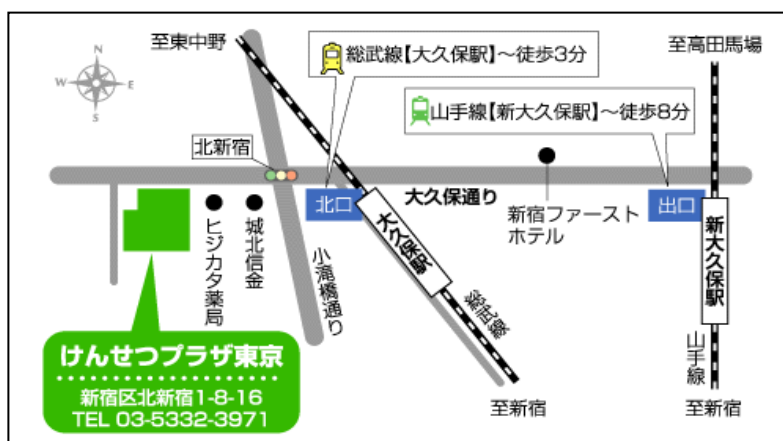 N
W
E
S
至東中野
総武線【大久保駅】～徒歩3分
至高田馬場
山手線【新大久保駅】～徒歩8分
北新宿
大久保通り
北口
新宿ファースト
ホテル
出口
大久保駅
新大久保駅
城北信金
ヒジカタ薬局
小滝橋通り
総武線
山手線
けんせつプラザ東京
新宿区北新宿1-8-16
TEL 03-5332-3971
至新宿
至新宿